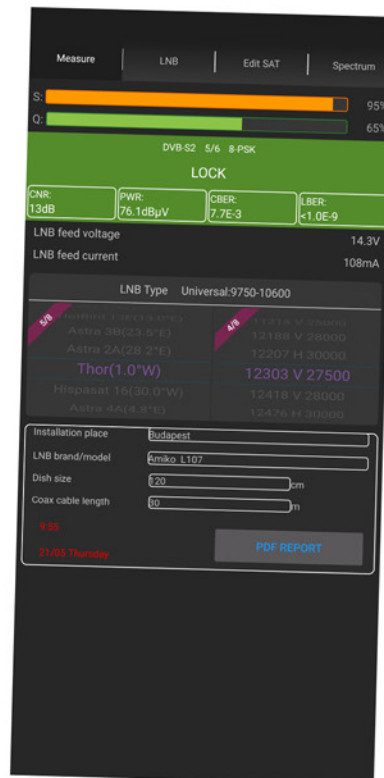 Measure LNB Edit SAT Spectrum
S: 95%
Q: 65%
DVB-S2 5/6 8-PSK
LOCK
CNR: PWR: CBER: LBER:
13dB 76.1dBµV 7.7E-3 <1.0E-9
LNB feed voltage 14.3V
LNB feed current 108mA
LNB Type Universal:9750-10600
5/8 4/8
Astra 3B(23.5°E) 12188 V 28000
Astra 2A(28.2°E) 12207 H 30000
Thor(1.0°W) 12303 V 27500
Hispasat 16(30.0°W) 12418 V 28000
Astra 4A(4.8°E) 12476 H 30000
Installation place Budapest
LNB brand/model Amiko L107
Dish size 120 cm
Coax cable length 30 m
9:55
21/05 Thursday
PDF REPORT